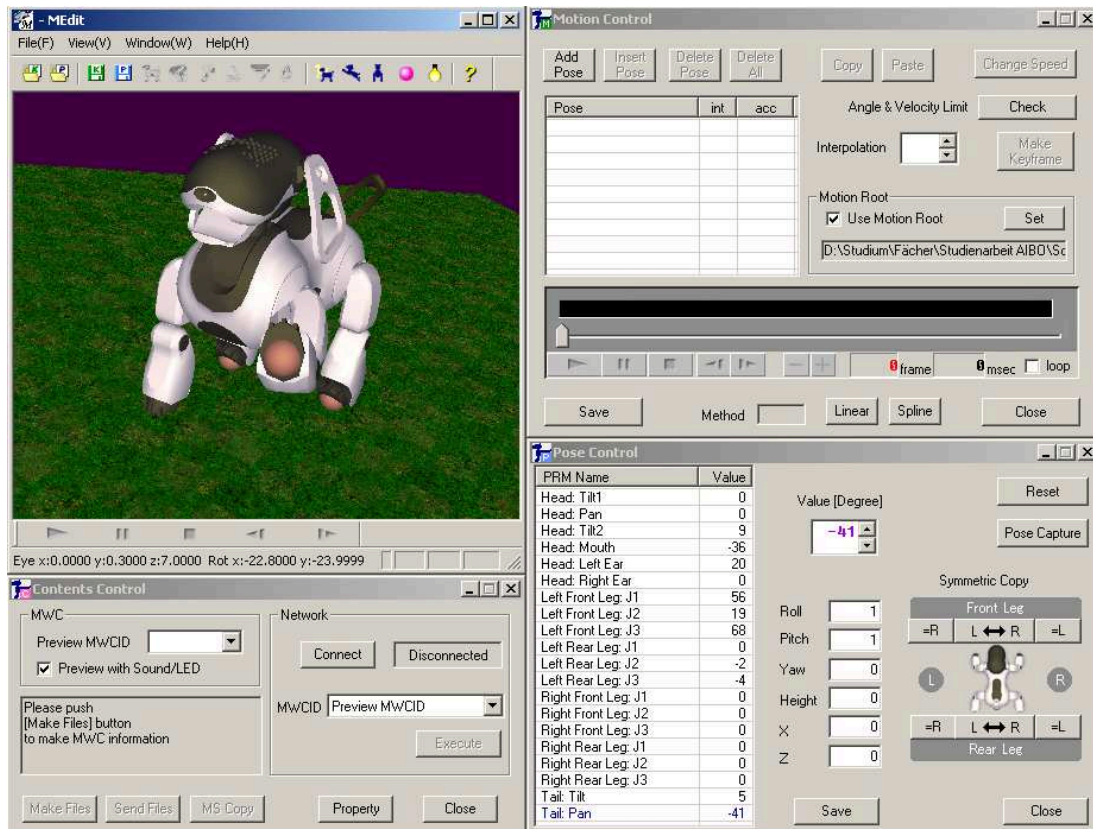 - MEdit
File(F) View(V) Window(W) Help(H)
K P K P ?
Eye x:0.0000 y:0.3000 z:7.0000 Rot x:-22.8000 y:-23.9999
Motion Control
Add Pose
Insert Pose
Delete Pose
Delete All
Copy
Paste
Change Speed
Pose int acc
Angle & Velocity Limit
Check
Interpolation
Make Keyframe
Motion Root
Use Motion Root
Set
D:\Studium\Fächer\Studienarbeit AIBO\Sc
0 frame 0 msec loop
Save
Method
Linear
Spline
Close
Contents Control
MWC
Preview MWCID
Preview with Sound/LED
Please push
[Make Files] button
to make MWC information
Network
Connect
Disconnected
MWCID Preview MWCID
Execute
Make Files
Send Files
MS Copy
Property
Close
Pose Control
PRM Name Value
Head: Tilt1 0
Head: Pan 0
Head: Tilt2 9
Head: Mouth -36
Head: Left Ear 20
Head: Right Ear 0
Left Front Leg: J1 56
Left Front Leg: J2 19
Left Front Leg: J3 68
Left Rear Leg: J1 0
Left Rear Leg: J2 -2
Left Rear Leg: J3 -4
Right Front Leg: J1 0
Right Front Leg: J2 0
Right Front Leg: J3 0
Right Rear Leg: J1 0
Right Rear Leg: J2 0
Right Rear Leg: J3 0
Tail: Tilt 5
Tail: Pan -41
Value [Degree]
-41
Reset
Pose Capture
Roll 1
Pitch 1
Yaw 0
Height 0
X 0
Z 0
Symmetric Copy
Front Leg
=R L ↔ R =L
L R
=R L ↔ R =L
Rear Leg
Save
Close